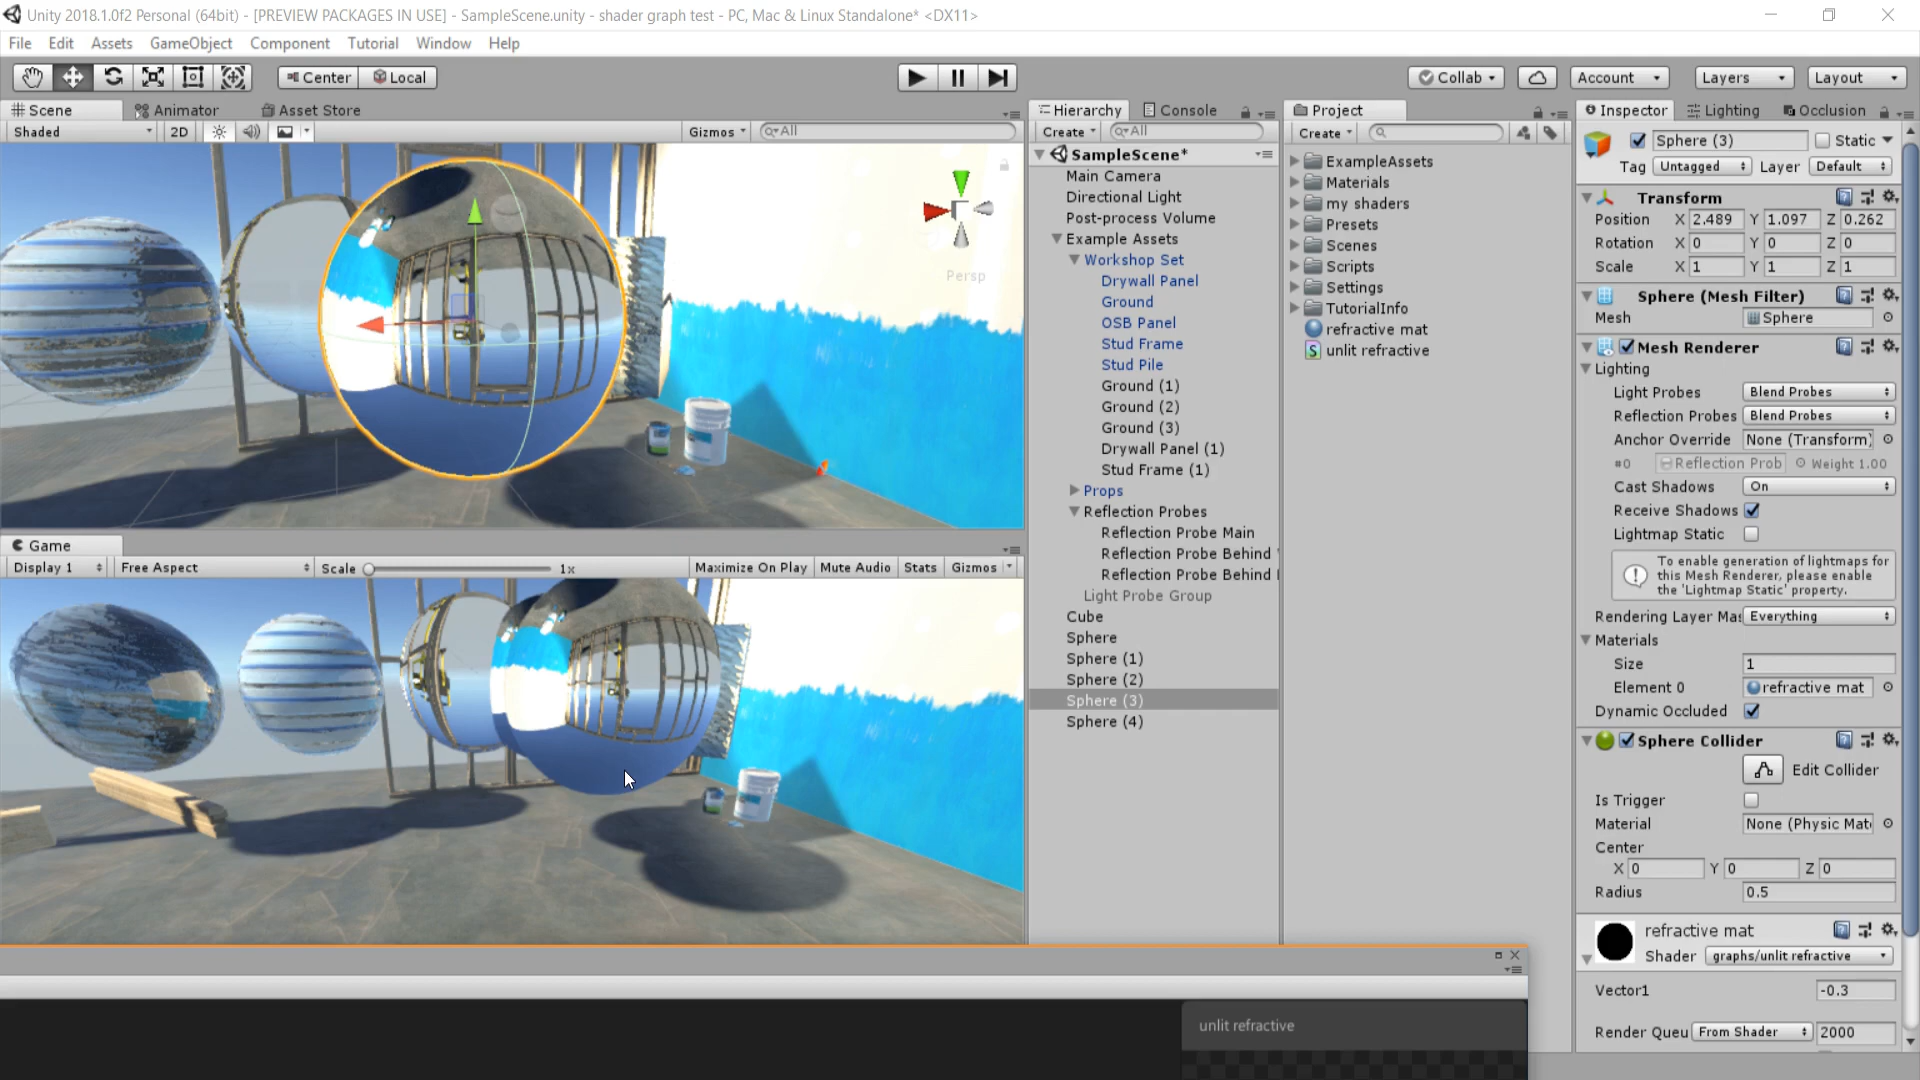 Unity 2018.1.0f2 Personal (64bit) - [PREVIEW PACKAGES IN USE] - SampleScene.unity - shader graph test - PC, Mac & Linux Standalone* <DX11>
File Edit Assets GameObject Component Tutorial Window Help
Center Local Collab Account Layers Layout
Scene Animator Asset Store
Shaded 2D Gizmos All
Persp
Game
Display 1 Free Aspect Scale 1x Maximize On Play Mute Audio Stats Gizmos
Hierarchy Console
Create All
SampleScene*
Main Camera
Directional Light
Post-process Volume
Example Assets
Workshop Set
Drywall Panel
Ground
OSB Panel
Stud Frame
Stud Pile
Ground (1)
Ground (2)
Ground (3)
Drywall Panel (1)
Stud Frame (1)
Props
Reflection Probes
Reflection Probe Main
Reflection Probe Behind
Reflection Probe Behind
Light Probe Group
Cube
Sphere
Sphere (1)
Sphere (2)
Sphere (3)
Sphere (4)
Project
Create
ExampleAssets
Materials
my shaders
Presets
Scenes
Scripts
Settings
TutorialInfo
refractive mat
unlit refractive
Inspector Lighting Occlusion
Sphere (3) Static
Tag Untagged Layer Default
Transform
Position X 2.489 Y 1.097 Z 0.262
Rotation X 0 Y 0 Z 0
Scale X 1 Y 1 Z 1
Sphere (Mesh Filter)
Mesh Sphere
Mesh Renderer
Lighting
Light Probes Blend Probes
Reflection Probes Blend Probes
Anchor Override None (Transform)
#0 Reflection Prob Weight 1.00
Cast Shadows On
Receive Shadows
Lightmap Static
To enable generation of lightmaps for
this Mesh Renderer, please enable
the 'Lightmap Static' property.
Rendering Layer Mas Everything
Materials
Size 1
Element 0 refractive mat
Dynamic Occluded
Sphere Collider
Edit Collider
Is Trigger
Material None (Physic Mat
Center
X 0 Y 0 Z 0
Radius 0.5
refractive mat
Shader graphs/unlit refractive
Vector1 -0.3
Render Queu From Shader 2000
unlit refractive